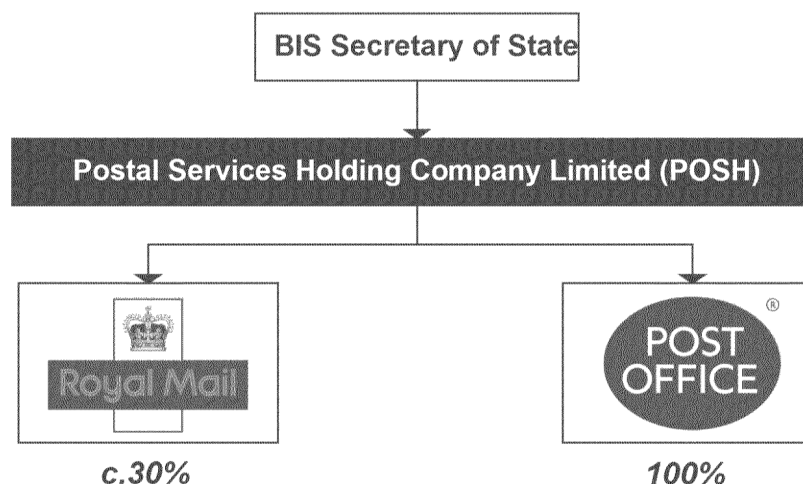 BIS Secretary of State
Postal Services Holding Company Limited (POSH)
Royal Mail
POST
OFFICE
®
c.30%
100%